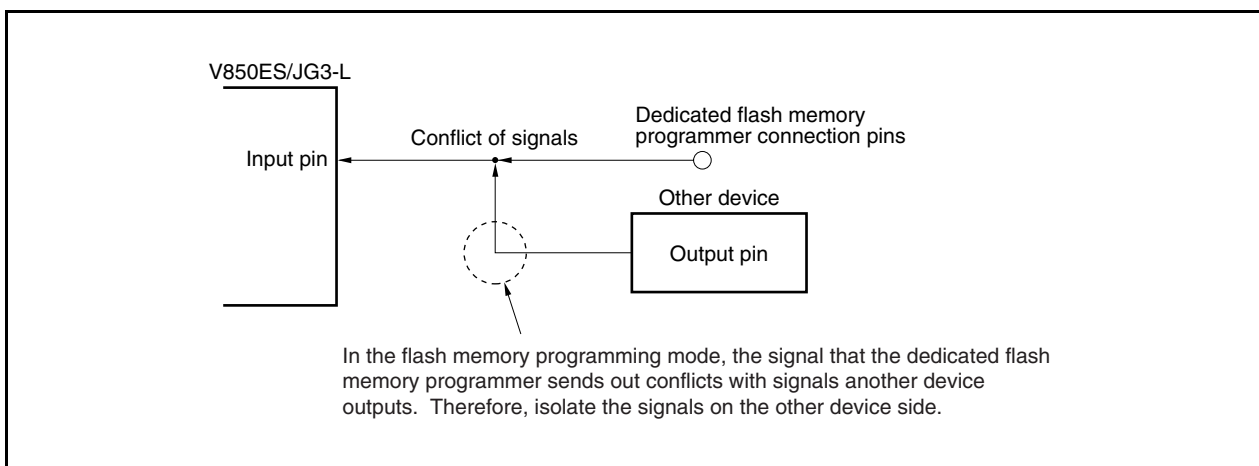 V850ES/JG3-L
Dedicated flash memory
programmer connection pins
Conflict of signals
Input pin
Other device
Output pin
In the flash memory programming mode, the signal that the dedicated flash
memory programmer sends out conflicts with signals another device
outputs.  Therefore, isolate the signals on the other device side.